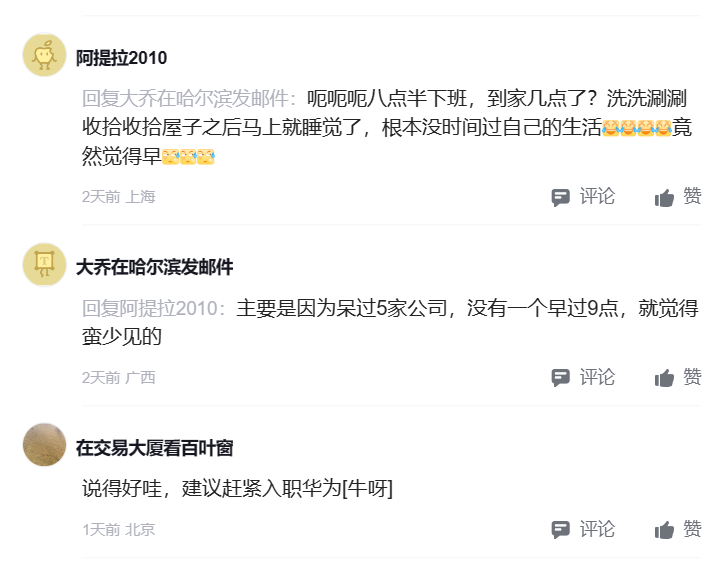 阿提拉2010
回复大乔在哈尔滨发邮件：呃呃呃八点半下班，到家几点了？洗洗涮涮
收拾收拾屋子之后马上就睡觉了，根本没时间过自己的生活😂😂😂😂竟
然觉得早🙄🙄🙄
2天前 上海 评论 赞
大乔在哈尔滨发邮件
回复阿提拉2010：主要是因为呆过5家公司，没有一个早过9点，就觉得
蛮少见的
2天前 广西 评论 赞
在交易大厦看百叶窗
说得好哇，建议赶紧入职华为[牛呀]
1天前 北京 评论 赞